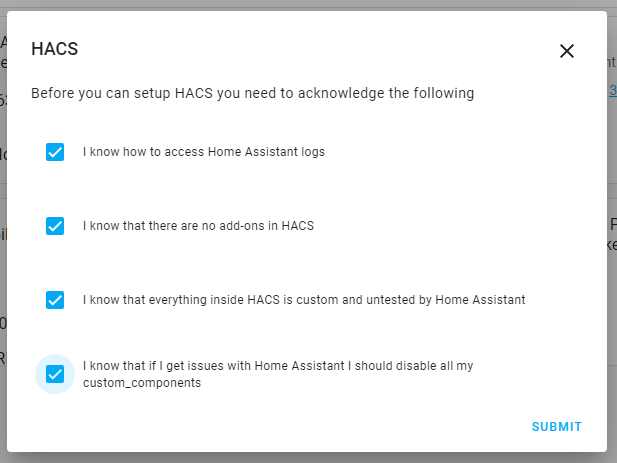 HACS
Before you can setup HACS you need to acknowledge the following
I know how to access Home Assistant logs
I know that there are no add-ons in HACS
I know that everything inside HACS is custom and untested by Home Assistant
I know that if I get issues with Home Assistant I should disable all my
custom_components
SUBMIT